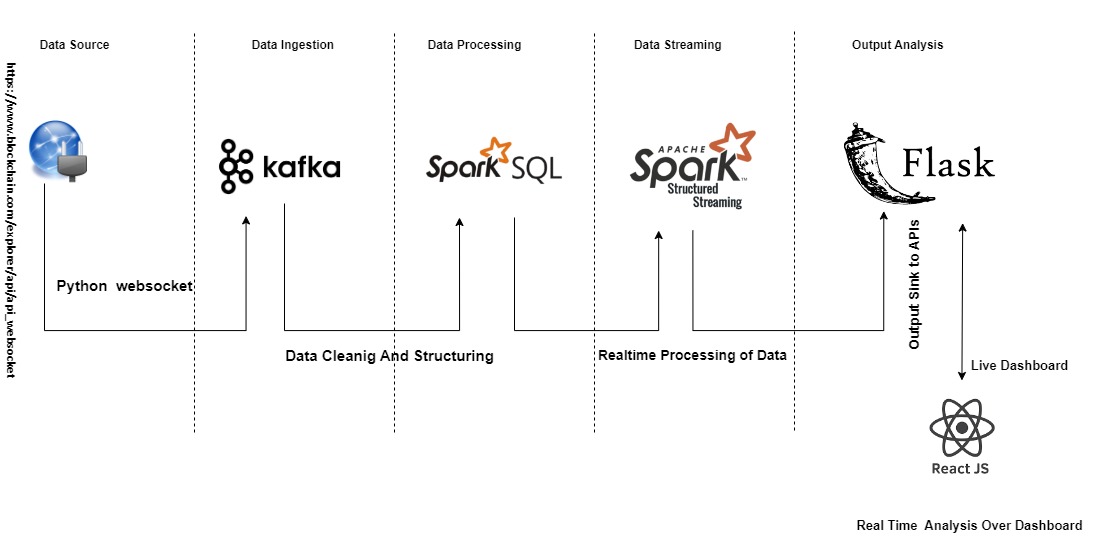 Data Source
Data Ingestion
Data Processing
Data Streaming
Output Analysis
https://www.blockchain.com/explorer/api/api_websocket
kafka
Spark SQL
APACHE
Spark
TM
Structured
Streaming
Flask
Python websocket
Data Cleanig And Structuring
Realtime Processing of Data
Output Sink to APIs
Live Dashboard
React JS
Real Time Analysis Over Dashboard